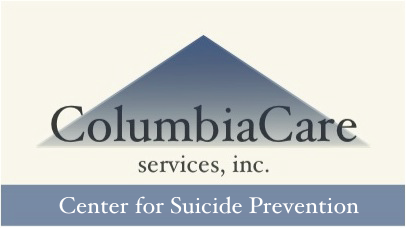 ColumbiaCare
services, inc.
Center for Suicide Prevention